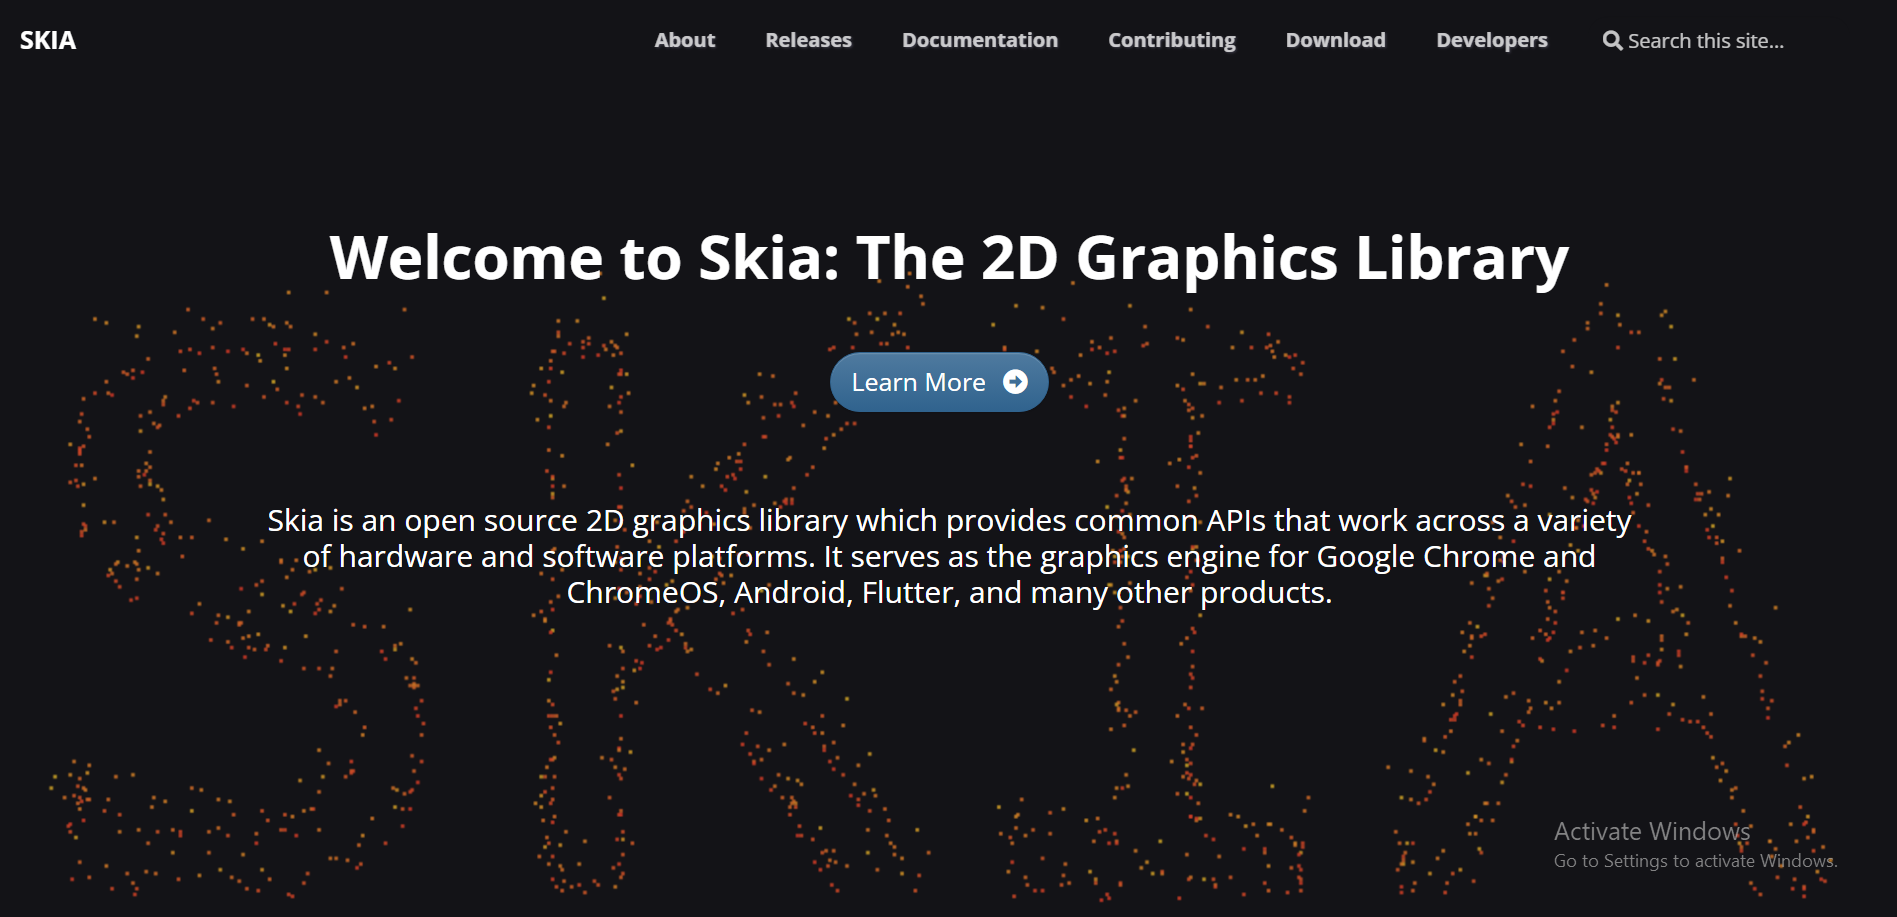 SKIA
About
Releases
Documentation
Contributing
Download
Developers
Search this site...
Welcome to Skia: The 2D Graphics Library
Learn More
Skia is an open source 2D graphics library which provides common APIs that work across a variety
of hardware and software platforms. It serves as the graphics engine for Google Chrome and
ChromeOS, Android, Flutter, and many other products.
SKIA
Activate Windows
Go to Settings to activate Windows.